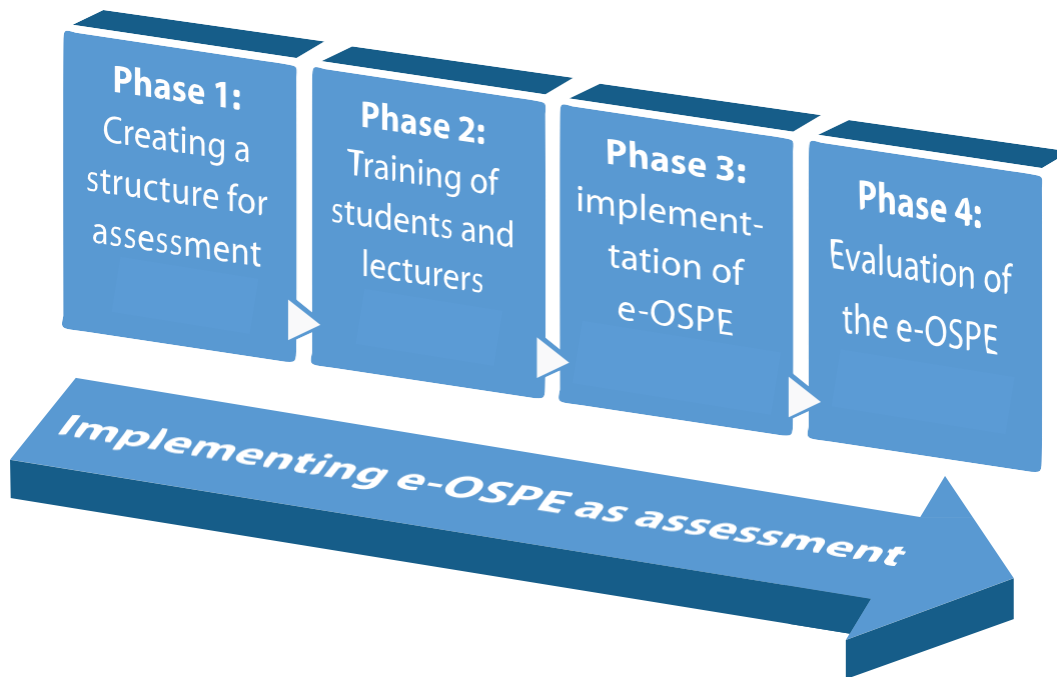 Phase 1:
Creating a
structure for
assessment
Phase 2:
Training of
students and
lecturers
Phase 3:
implement-
tation of
e-OSPE
Phase 4:
Evaluation of
the e-OSPE
Implementing e-OSPE as assessment